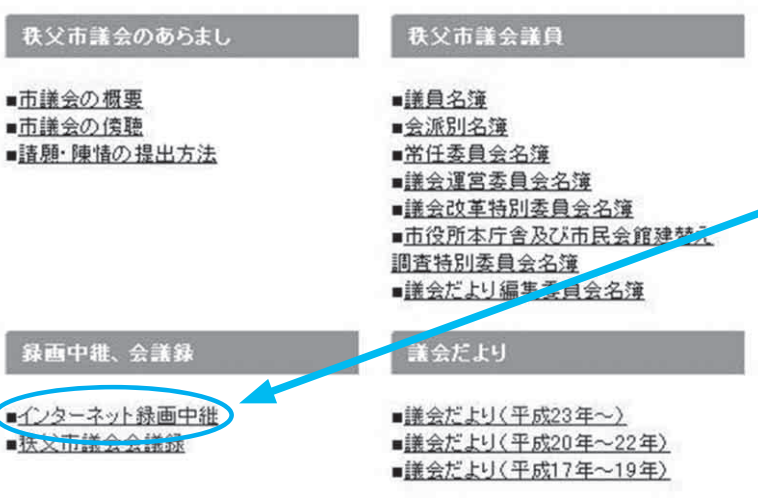 秩父市議会のあらまし
■市議会の概要
■市議会の傍聴
■請願・陳情の提出方法
秩父市議会議員
■議員名簿
■会派別名簿
■常任委員会名簿
■議会運営委員会名簿
■議会改革特別委員会名簿
■市役所本庁舎及び市民会館建替え
調査特別委員会名簿
■議会だより編集委員会名簿
録画中継、会議録
■インターネット録画中継
■秩父市議会会議録
議会だより
■議会だより(平成23年~)
■議会だより(平成20年~22年)
■議会だより(平成17年~19年)